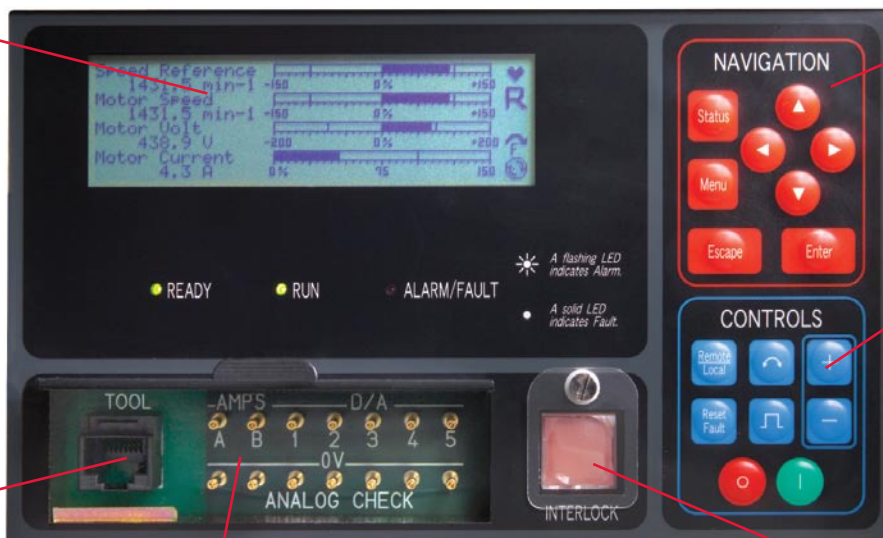 Speed Reference
1431.5 min-1 -150 0% +150
Motor Speed
1431.5 min-1 -150 0% +150
Motor Volt
438.9 V -200 0% +200
Motor Current
4.3 A 0% 75 150
R
F
READY
RUN
ALARM/FAULT
A flashing LED
indicates Alarm.
A solid LED
indicates Fault.
TOOL
AMPS D/A
A B 1 2 3 4 5
0V
ANALOG CHECK
INTERLOCK
NAVIGATION
Status
Menu
Escape
Enter
CONTROLS
Remote
Local
+
Reset
Fault
−
O
I